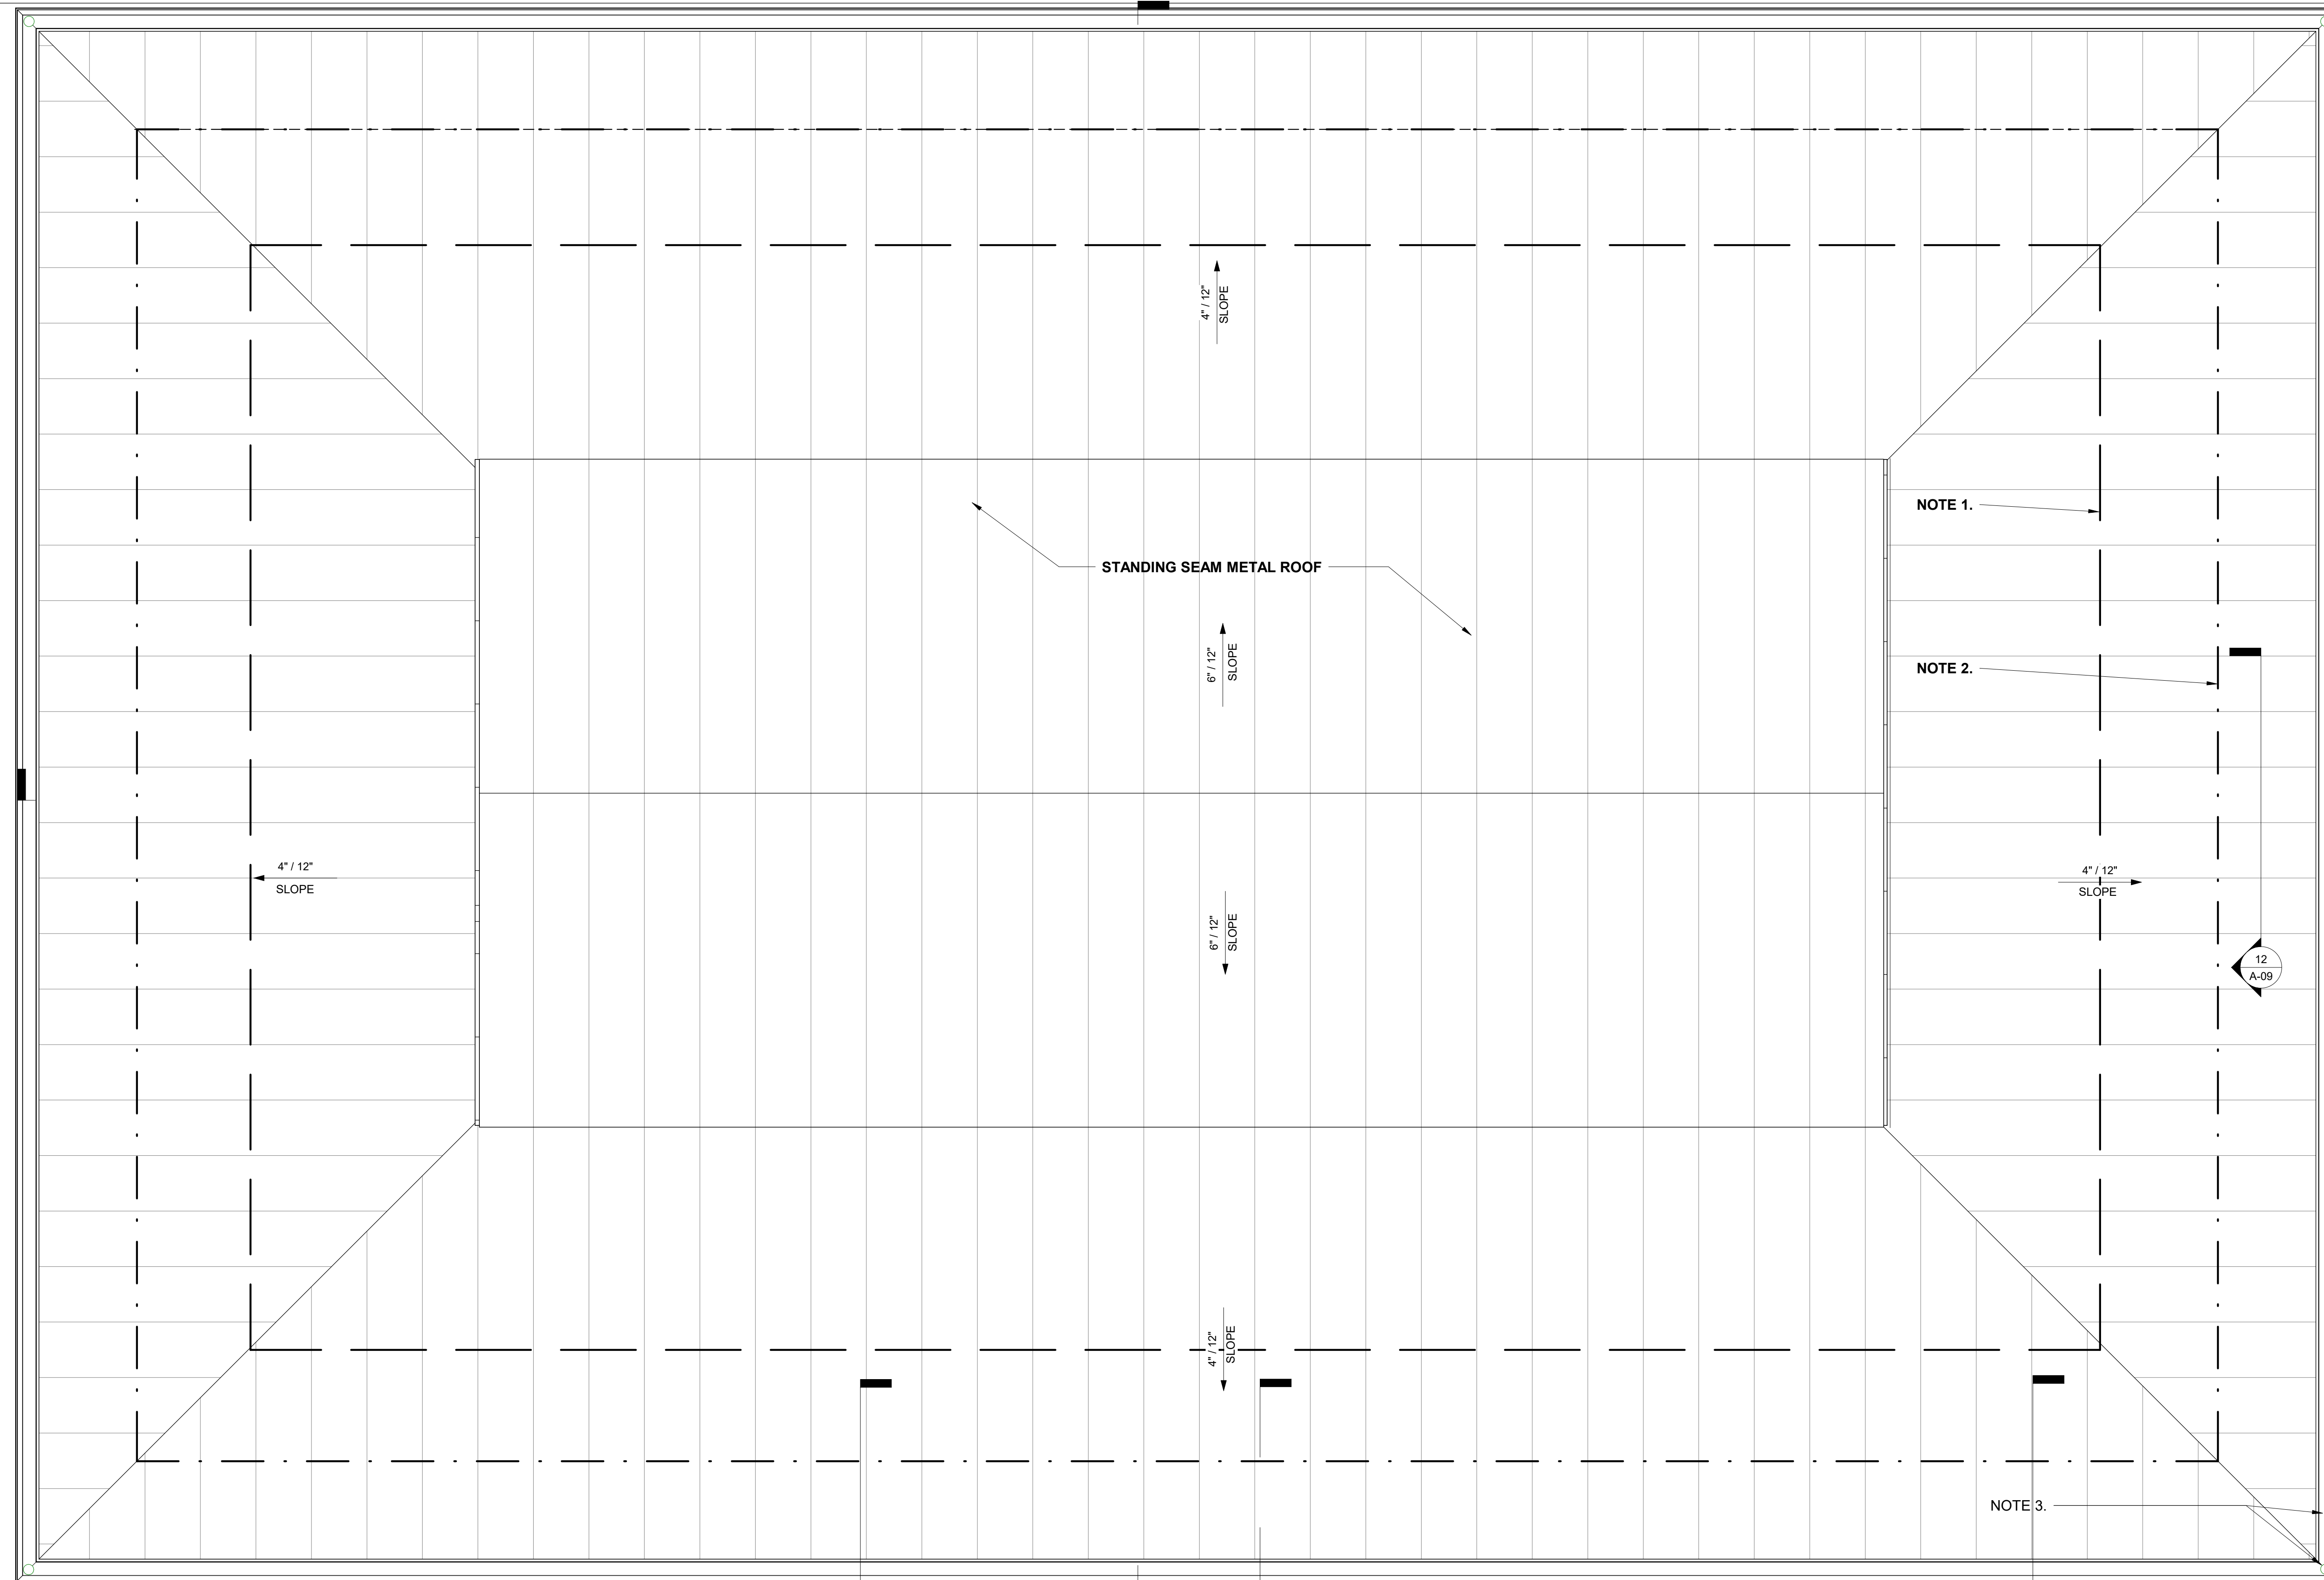 4" / 12"
SLOPE
NOTE 1.
STANDING SEAM METAL ROOF
6" / 12"
SLOPE
NOTE 2.
4" / 12"
SLOPE
4" / 12"
SLOPE
6" / 12"
SLOPE
12
A-09
4" / 12"
SLOPE
NOTE 3.